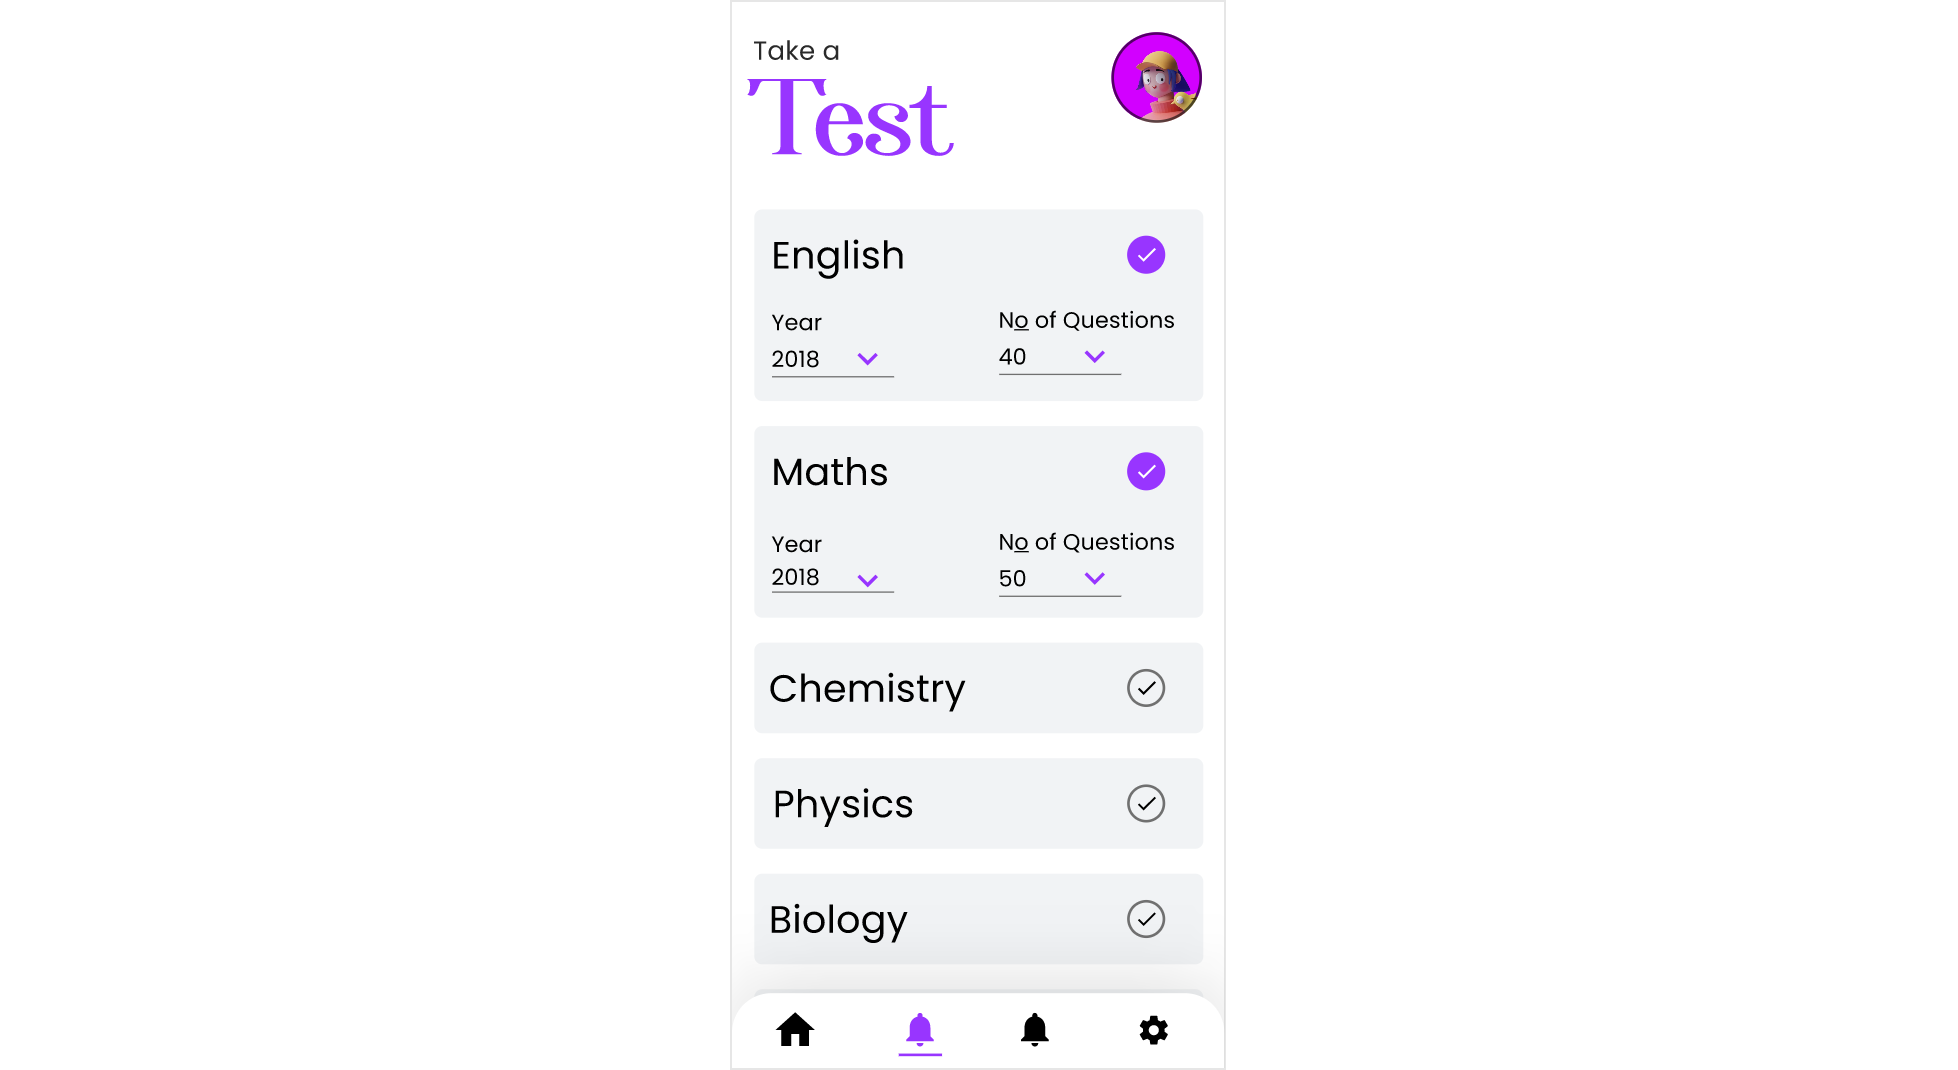 Take a
Test
English
Year
No of Questions
2018
40
Maths
Year
No of Questions
2018
50
Chemistry
Physics
Biology